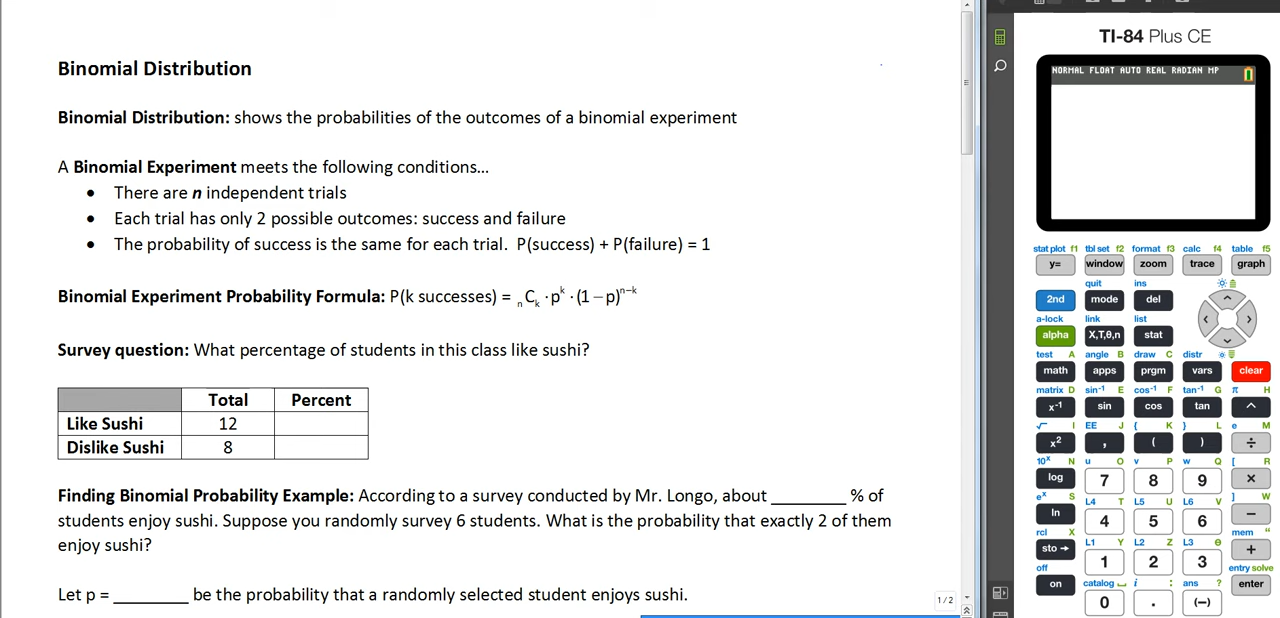 Binomial Distribution
Binomial Distribution: shows the probabilities of the outcomes of a binomial experiment
A Binomial Experiment meets the following conditions...
• There are n independent trials
• Each trial has only 2 possible outcomes: success and failure
• The probability of success is the same for each trial. P(success) + P(failure) = 1
Binomial Experiment Probability Formula: P(k successes) = nCk · p^k · (1 − p)^n−k
Survey question: What percentage of students in this class like sushi?
Total Percent
Like Sushi 12
Dislike Sushi 8
Finding Binomial Probability Example: According to a survey conducted by Mr. Longo, about ________ % of
students enjoy sushi. Suppose you randomly survey 6 students. What is the probability that exactly 2 of them
enjoy sushi?
Let p = ________ be the probability that a randomly selected student enjoys sushi.
1 / 2
TI-84 Plus CE
NORMAL FLOAT AUTO REAL RADIAN MP
stat plot f1 tbl set f2 format f3 calc f4 table f5
y= window zoom trace graph
quit ins
2nd mode del
a-lock link list
alpha X,T,θ,n stat
test A angle B draw C distr
math apps prgm vars clear
matrix D sin⁻¹ E cos⁻¹ F tan⁻¹ G π H
x⁻¹ sin cos tan ^
√ I EE J { K } L e M
x² , ( ) ÷
10ˣ N u O v P w Q [ R
log 7 8 9 ×
eˣ S L4 T L5 U L6 V ] W
ln 4 5 6 −
rcl X L1 Y L2 Z L3 θ mem "
sto → 1 2 3 +
off catalog i : ans ? entry solve
on 0 . (−) enter